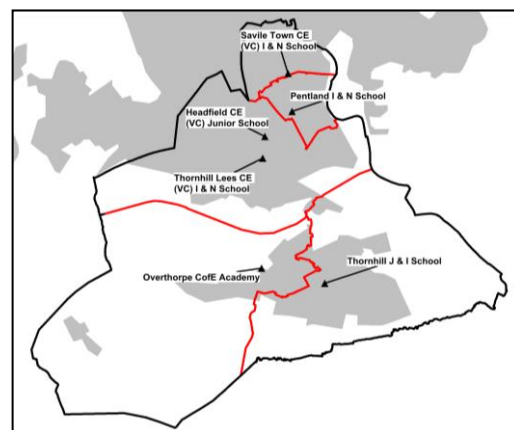 Savile Town CE
(VC) I & N School
Pentland I & N School
Headfield CE
(VC) Junior School
Thornhill Lees CE
(VC) I & N School
Overthorpe CofE Academy
Thornhill J & I School